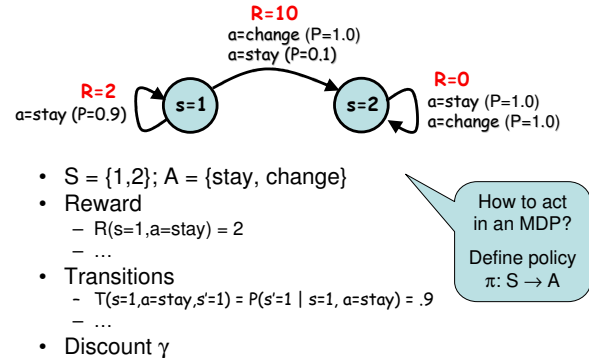 R=10
a=change (P=1.0)
a=stay (P=0.1)
R=2
a=stay (P=0.9)
s=1
s=2
R=0
a=stay (P=1.0)
a=change (P=1.0)
• S = {1,2}; A = {stay, change}
• Reward
– R(s=1,a=stay) = 2
– ...
• Transitions
- T(s=1,a=stay,s'=1) = P(s'=1 | s=1, a=stay) = .9
– ...
• Discount γ
How to act
in an MDP?
Define policy
π: S → A